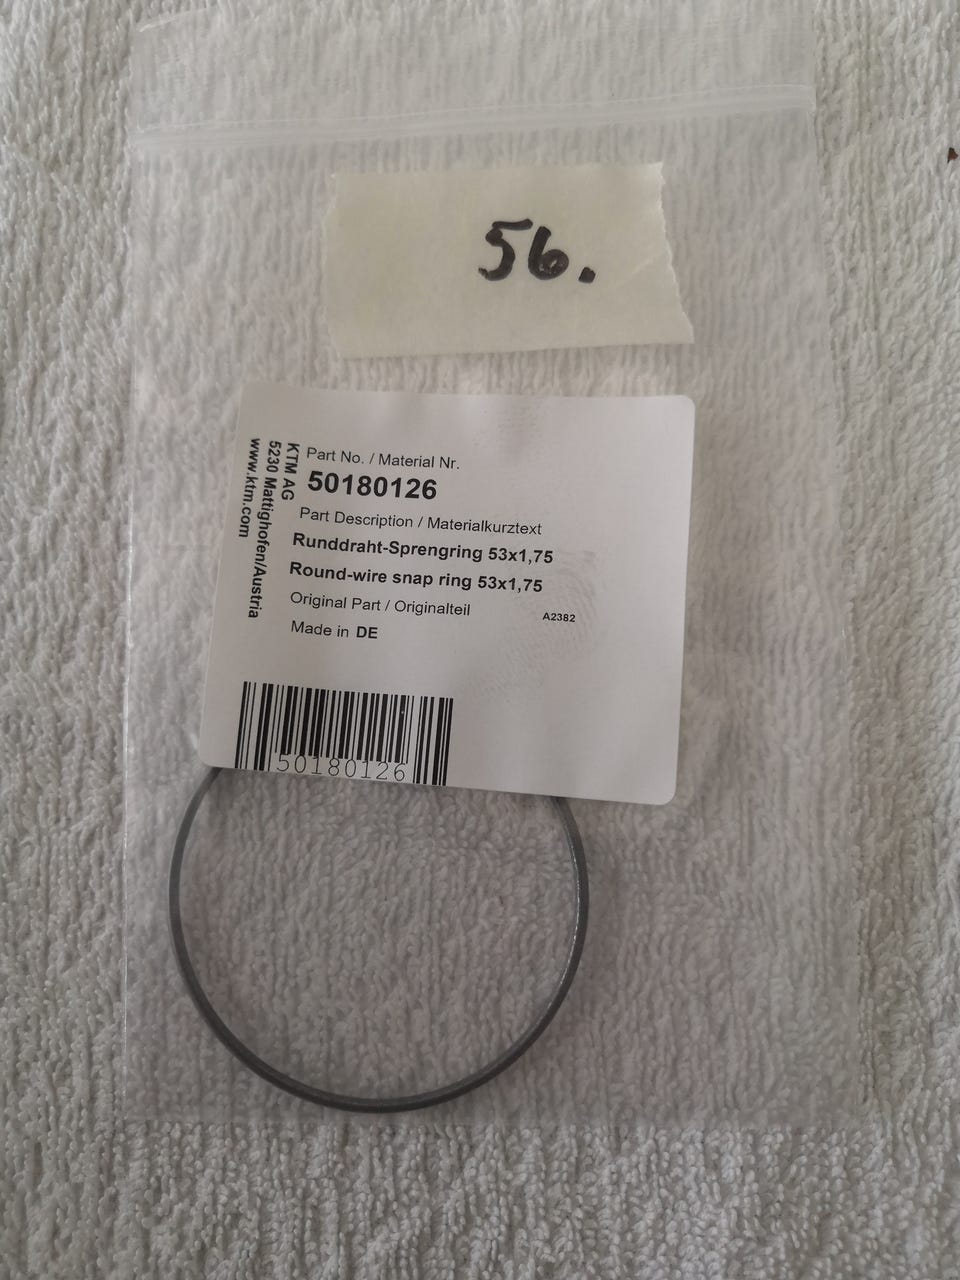 56.
KTM AG
5230 Mattighofen/Austria
www.ktm.com
Part No. / Material Nr.
50180126
Part Description / Materialkurztext
Runddraht-Sprengring 53x1,75
Round-wire snap ring 53x1,75
Original Part / Originalteil
A2382
Made in DE
50180126